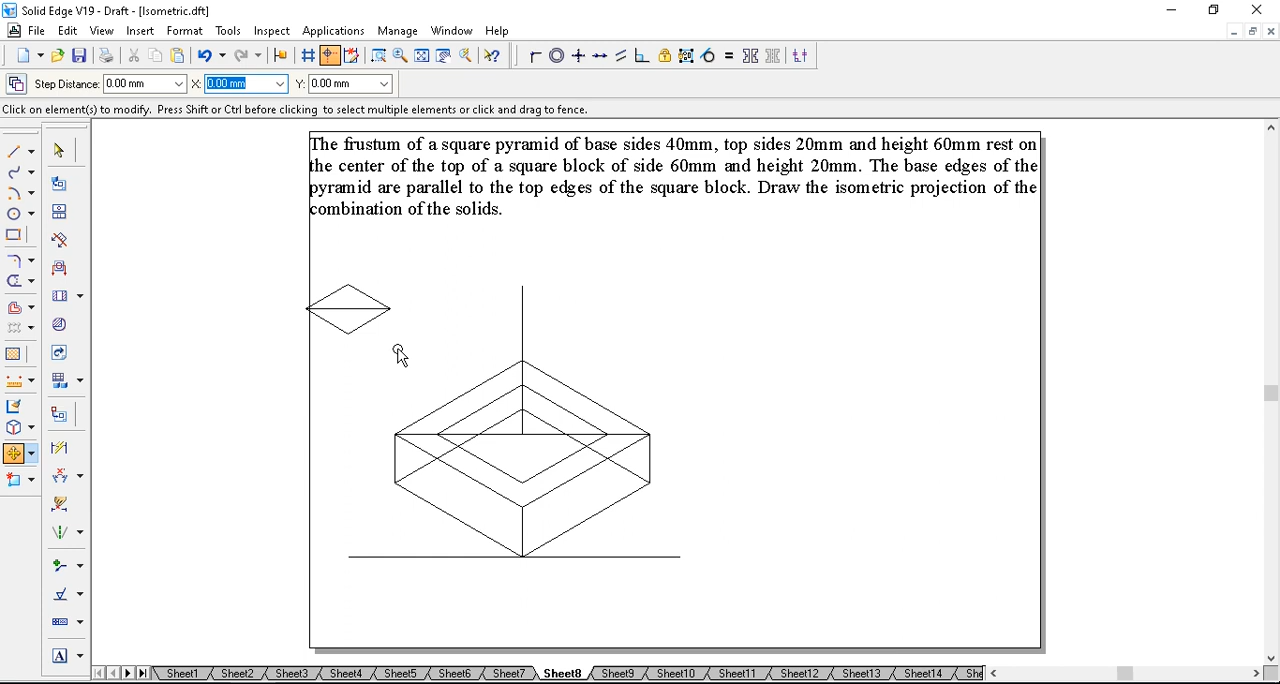 Solid Edge V19 - Draft - [Isometric.dft]
File Edit View Insert Format Tools Inspect Applications Manage Window Help
Step Distance: 0.00 mm X: 0.00 mm Y: 0.00 mm
Click on element(s) to modify. Press Shift or Ctrl before clicking to select multiple elements or click and drag to fence.
The frustum of a square pyramid of base sides 40mm, top sides 20mm and height 60mm rest on
the center of the top of a square block of side 60mm and height 20mm. The base edges of the
pyramid are parallel to the top edges of the square block. Draw the isometric projection of the
combination of the solids.
A
Sheet1 Sheet2 Sheet3 Sheet4 Sheet5 Sheet6 Sheet7 Sheet8 Sheet9 Sheet10 Sheet11 Sheet12 Sheet13 Sheet14 She